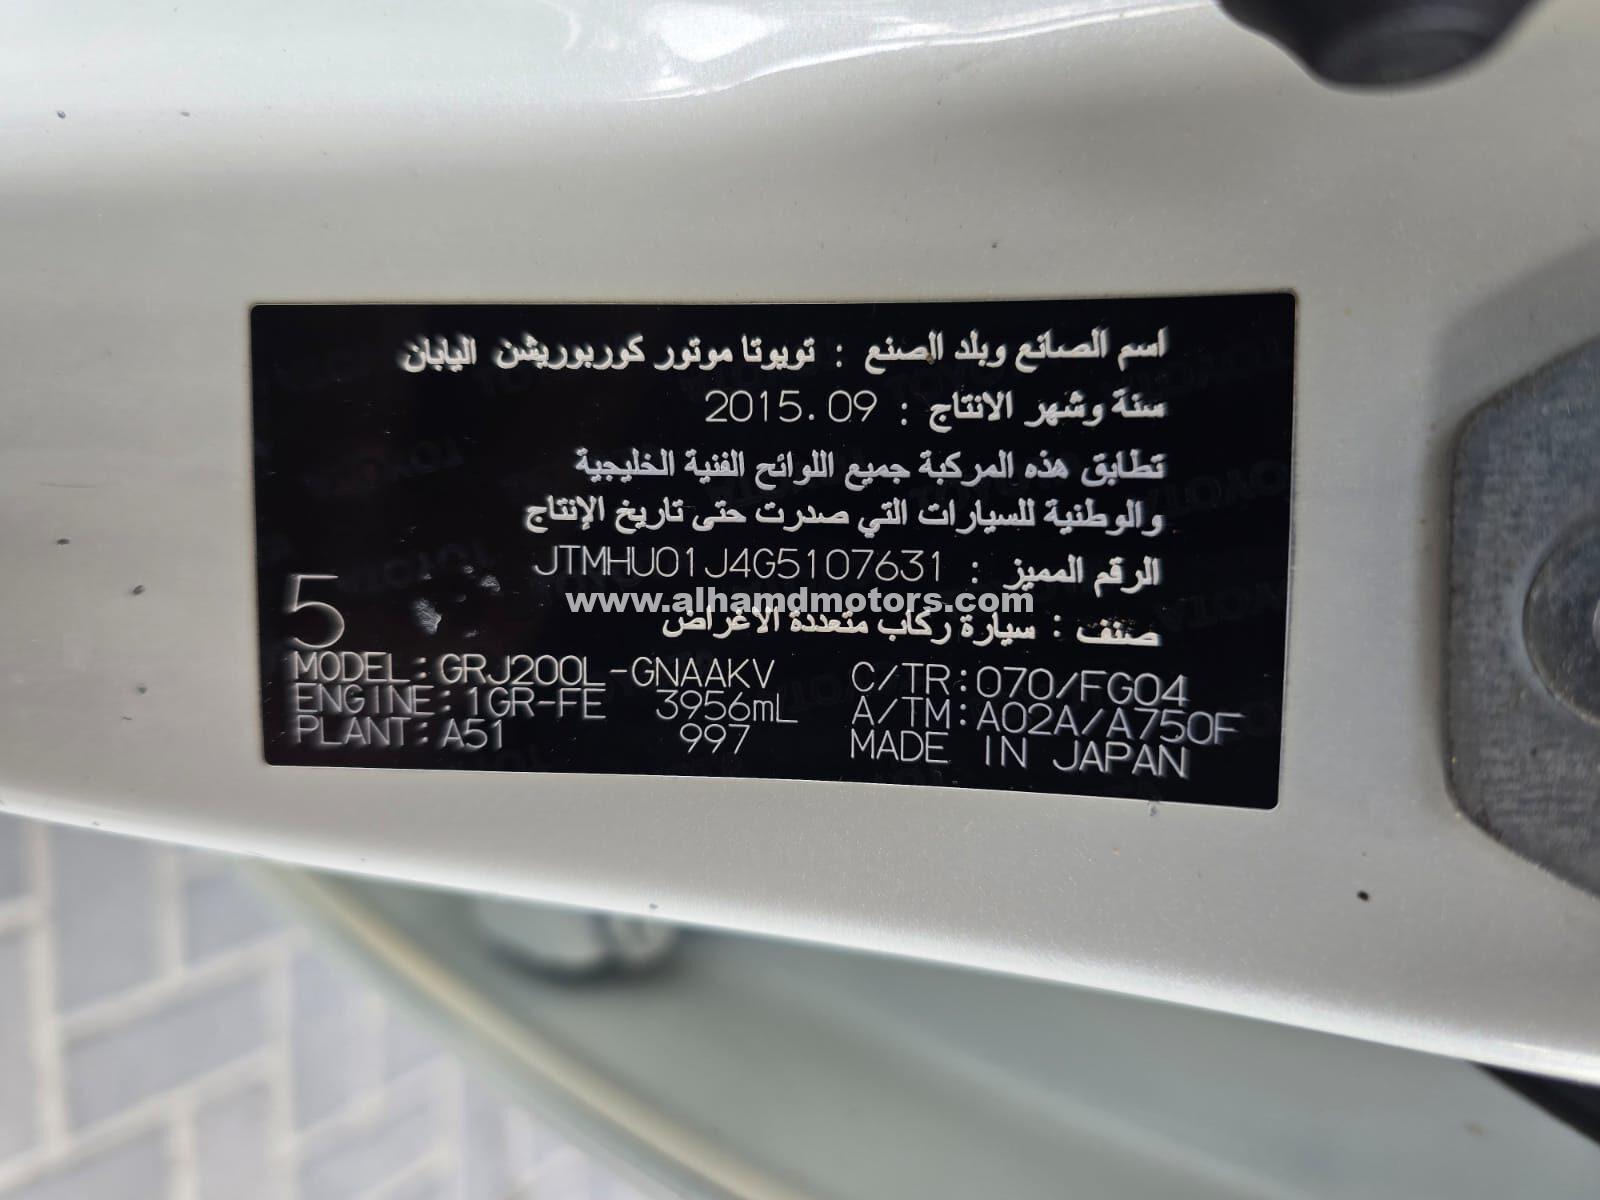 اسم الصانع وبلد الصنع : تويوتا موتور كوربوريشن اليابان
سنة وشهر الانتاج : 2015.09
تطابق هذه المركبة جميع اللوائح الفنية الخليجية
والوطنية للسيارات التي صدرت حتى تاريخ الإنتاج
الرقم المميز : JTMHU01J4G5107631
www.alhamdmotors.com
صنف : سيارة ركاب متعددة الاغراض
5
MODEL:GRJ200L-GNAAKV C/TR:070/FG04
ENGINE:1GR-FE 3956mL A/TM:A02A/A750F
PLANT:A51 997 MADE IN JAPAN